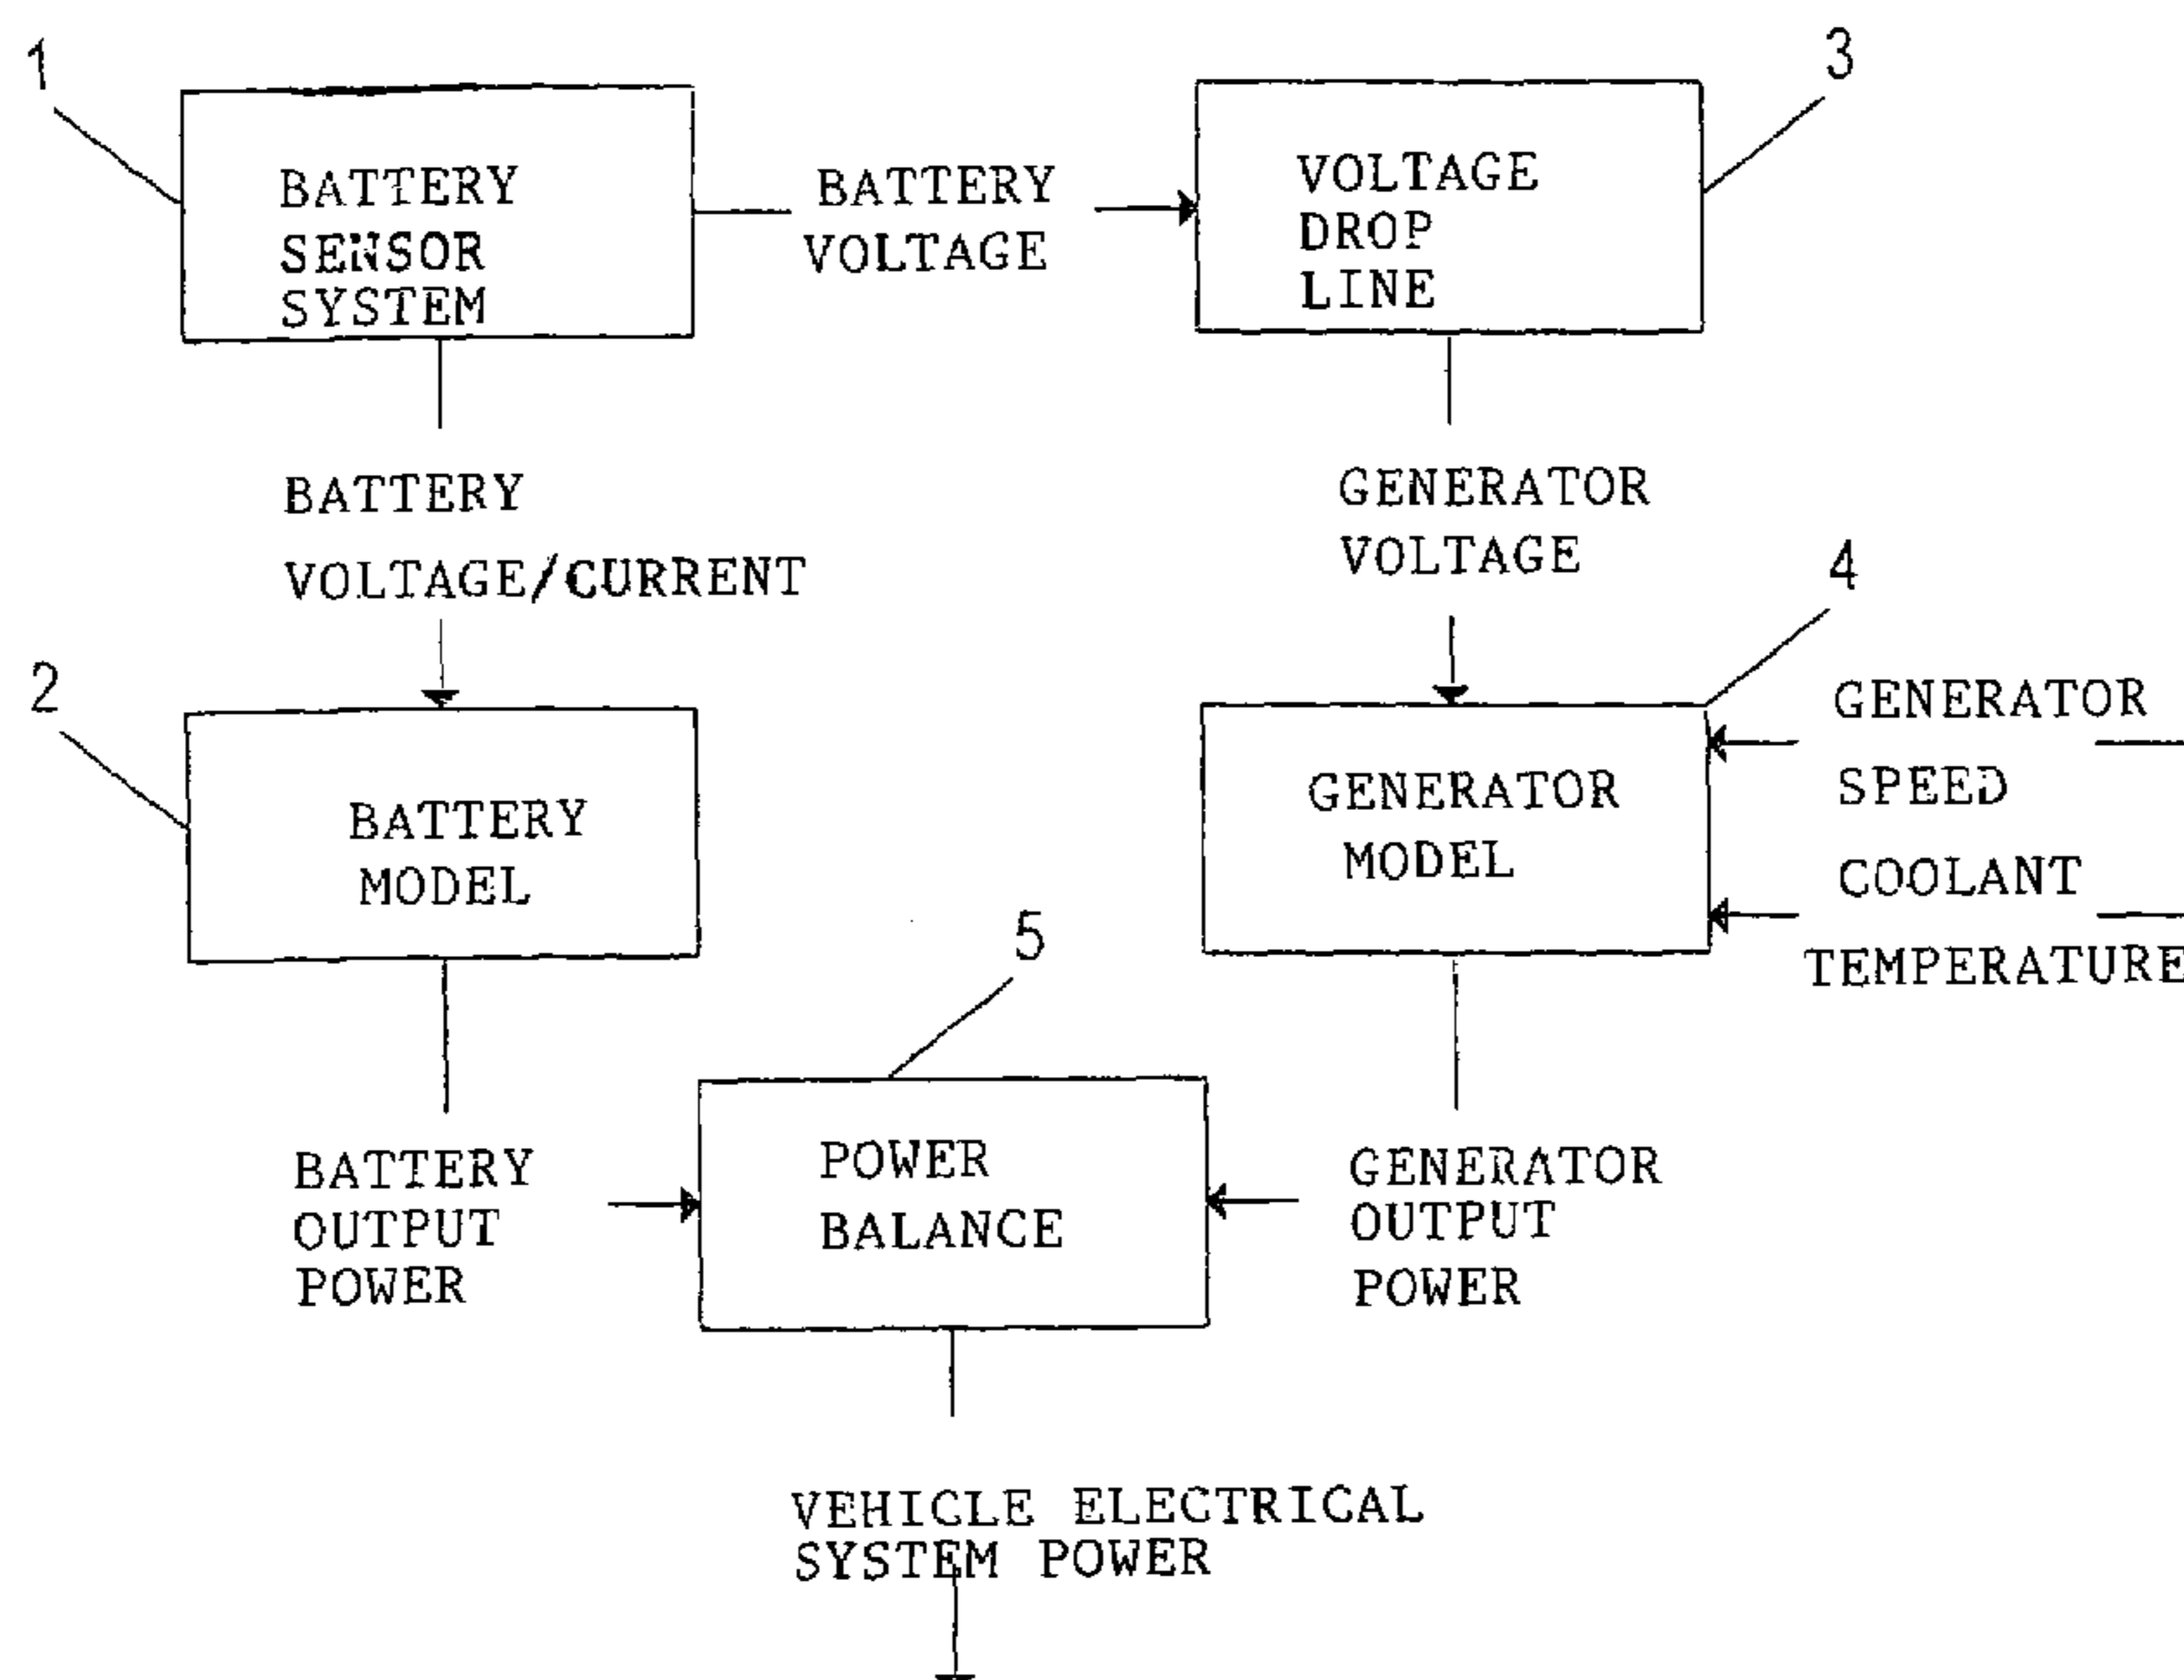 1
BATTERY
SENSOR
SYSTEM
BATTERY
VOLTAGE
3
VOLTAGE
DROP
LINE
BATTERY
VOLTAGE/CURRENT
GENERATOR
VOLTAGE
2
BATTERY
MODEL
4
GENERATOR
MODEL
GENERATOR
SPEED
COOLANT
TEMPERATURE
5
BATTERY
OUTPUT
POWER
POWER
BALANCE
GENERATOR
OUTPUT
POWER
VEHICLE ELECTRICAL
SYSTEM POWER